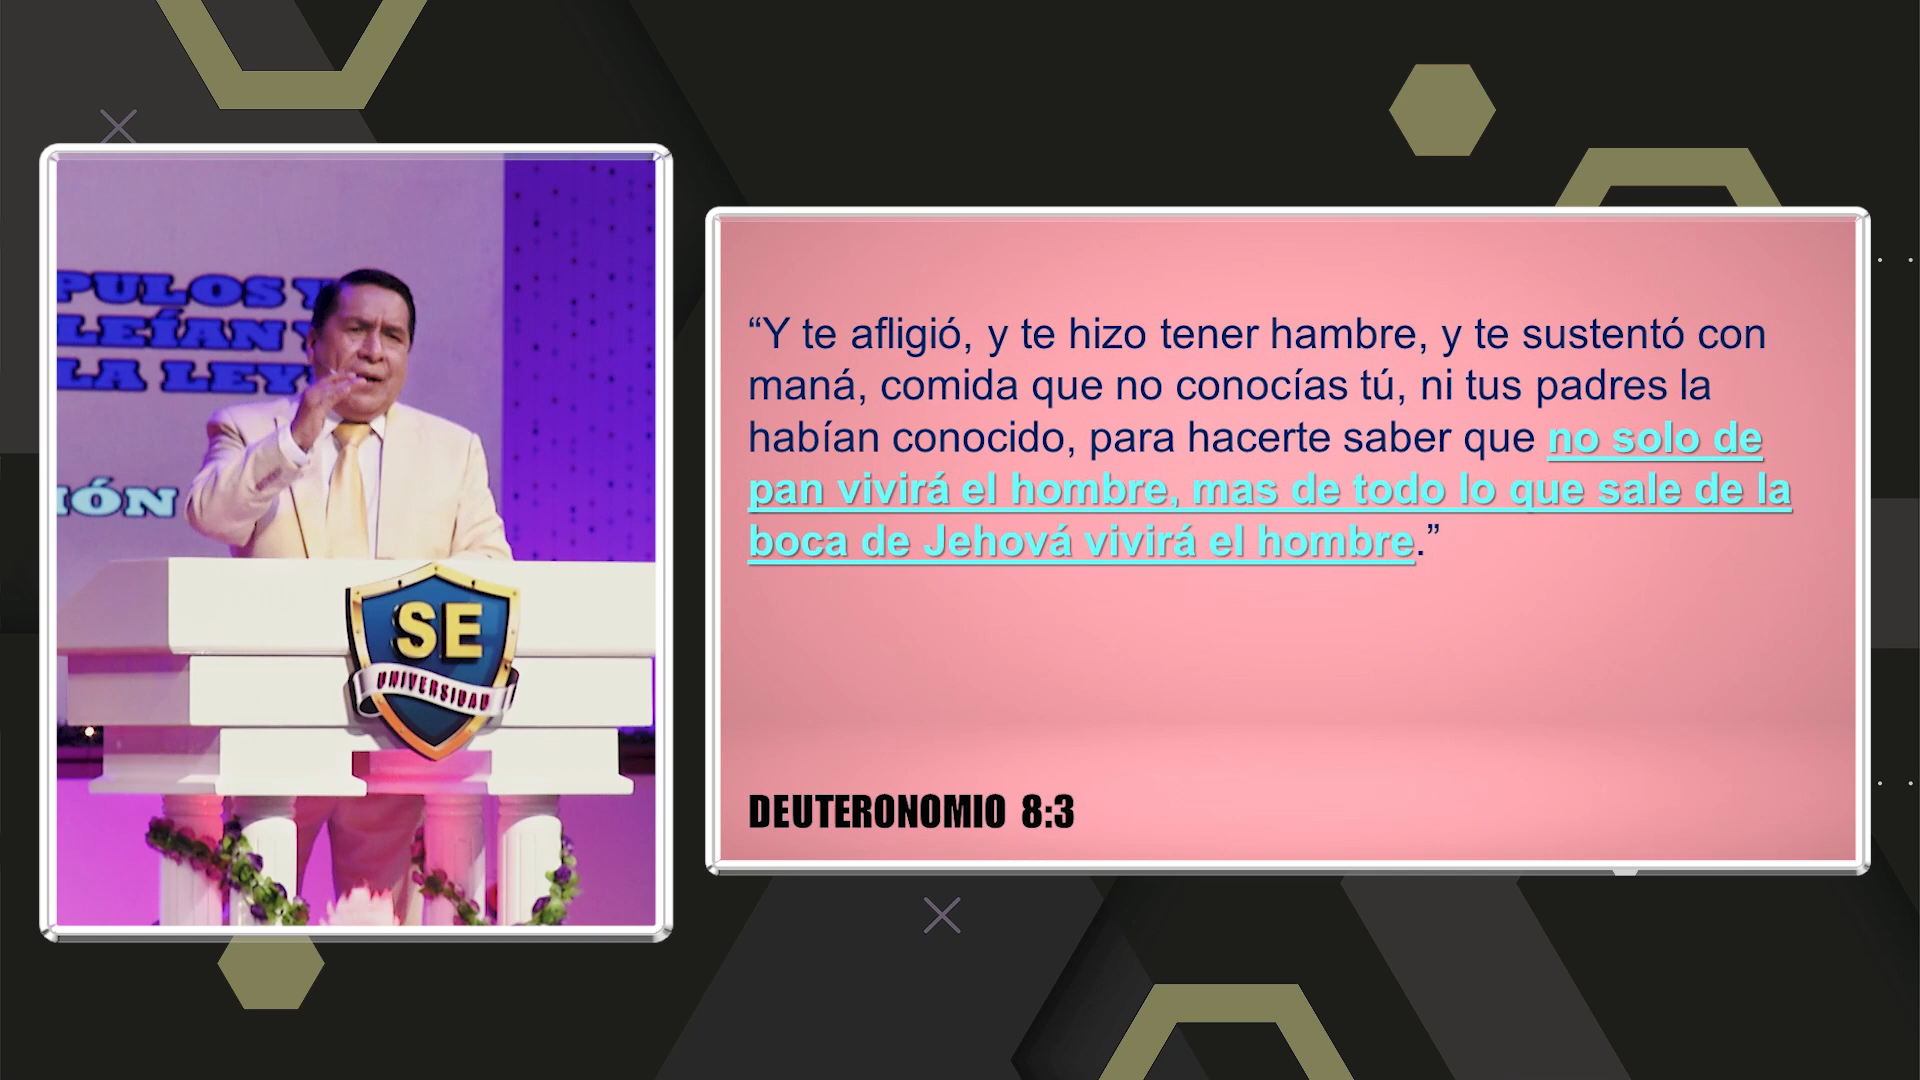 PULOS Y
LEÍAN Y
LA LEY
IÓN
SE
UNIVERSIDAD
“Y te afligió, y te hizo tener hambre, y te sustentó con
maná, comida que no conocías tú, ni tus padres la
habían conocido, para hacerte saber que no solo de
pan vivirá el hombre, mas de todo lo que sale de la
boca de Jehová vivirá el hombre.”
DEUTERONOMIO 8:3